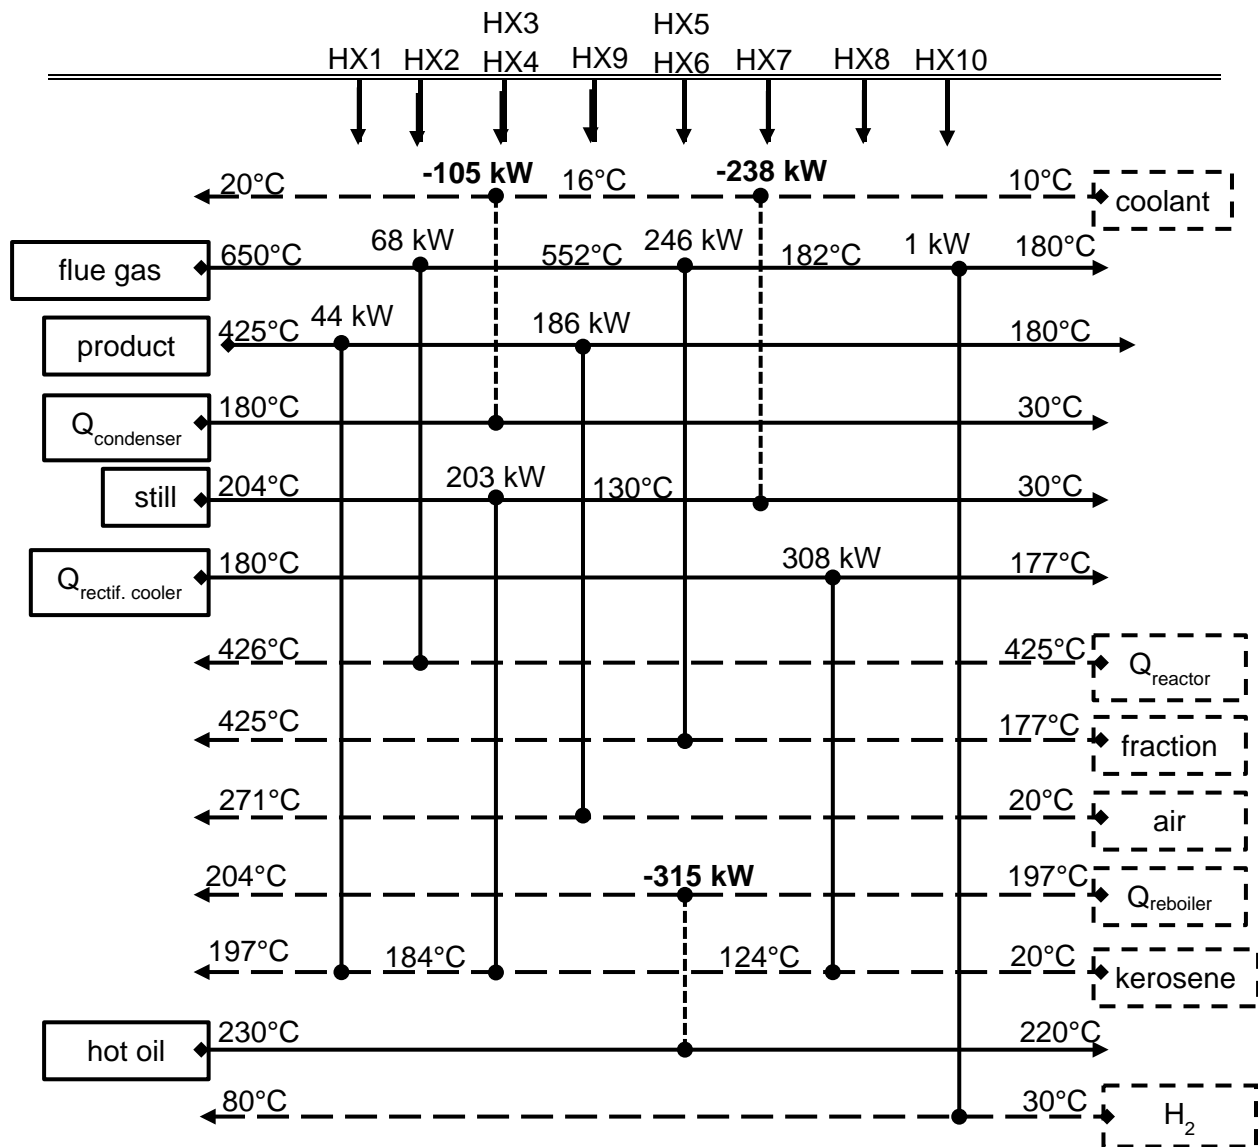 HX3 HX5
HX1 HX2 HX4 HX9 HX6 HX7 HX8 HX10
20°C -105 kW 16°C -238 kW 10°C coolant
flue gas 650°C 68 kW 552°C 246 kW 182°C 1 kW 180°C
product 425°C 44 kW 186 kW 180°C
Qcondenser 180°C 30°C
still 204°C 203 kW 130°C 30°C
Qrectif. cooler 180°C 308 kW 177°C
426°C 425°C Qreactor
425°C 177°C fraction
271°C 20°C air
204°C -315 kW 197°C Qreboiler
197°C 184°C 124°C 20°C kerosene
hot oil 230°C 220°C
80°C 30°C H2